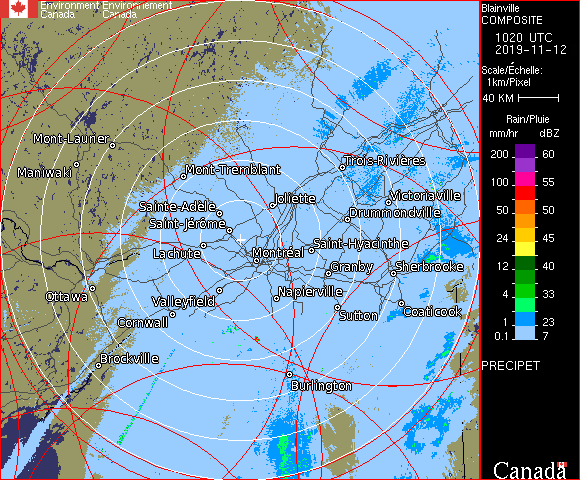 Environment Environnement
Canada Canada
Blainville
COMPOSITE
1020 UTC
2019-11-12
Scale/Échelle:
1km/Pixel
40 KM
Rain/Pluie
mm/hr dBZ
200 60
100 55
50 50
24 45
12 40
4 33
1 23
0.1 7
PRECIPET
Mont-Laurier
Maniwaki
Mont-Tremblant
Trois-Rivières
Joliette
Victoriaville
Sainte-Adèle
Drummondville
Saint-Jérôme
Saint-Hyacinthe
Lachute
Montréal
Granby
Sherbrooke
Ottawa
Valleyfield
Napierville
Coaticook
Cornwall
Sutton
Brockville
Burlington
Canada